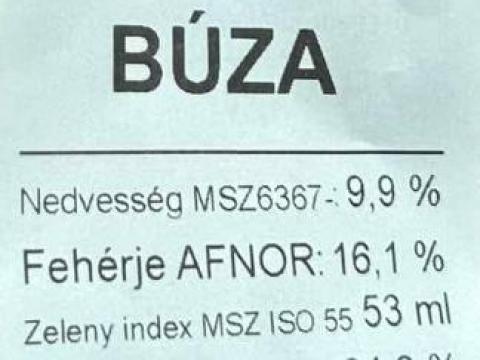 BÚZA
Nedvesség MSZ6367-: 9,9 %
Fehérje AFNOR: 16,1 %
Zeleny index MSZ ISO 55 53 ml